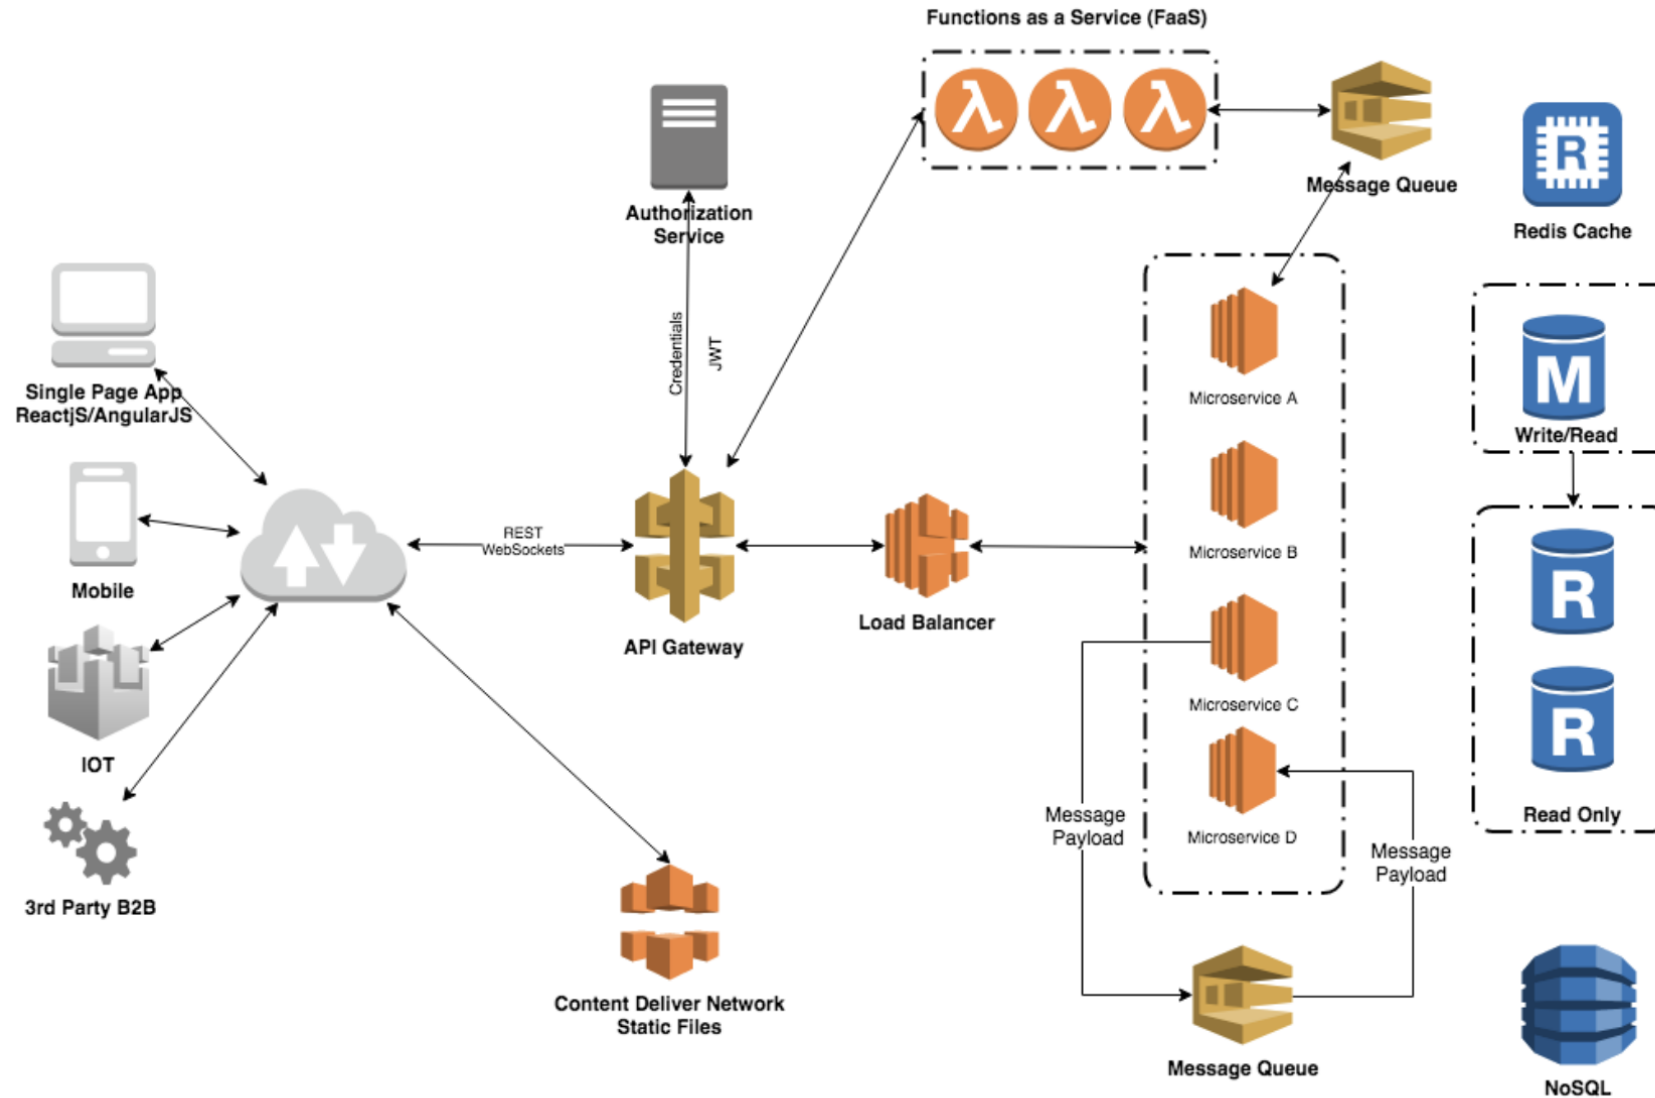 Functions as a Service (FaaS)
λ λ λ
Message Queue
R
Redis Cache
Authorization
Service
Credentials
JWT
Single Page App
ReactjS/AngularJS
Mobile
IOT
3rd Party B2B
REST
WebSockets
API Gateway
Load Balancer
Content Deliver Network
Static Files
Microservice A
Microservice B
Microservice C
Microservice D
Message
Payload
Message
Payload
Message Queue
M
Write/Read
R
R
Read Only
NoSQL